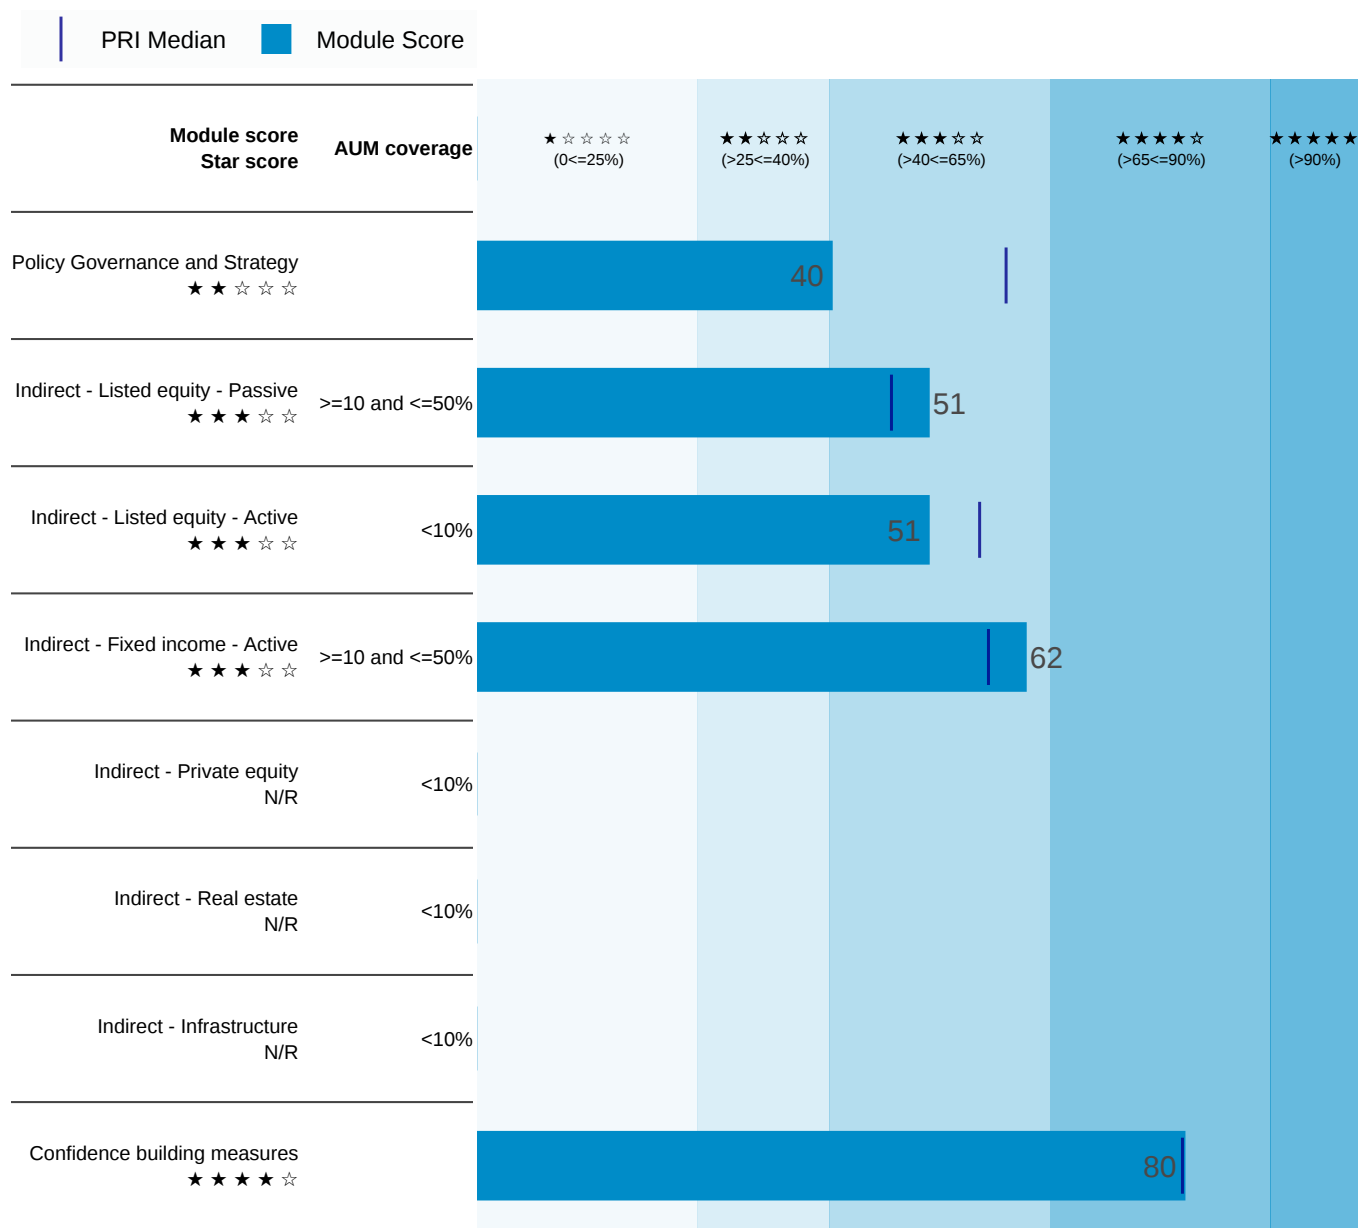 PRI Median Module Score
Module score
Star score
AUM coverage
★☆☆☆☆
(0<=25%)
★★☆☆☆
(>25<=40%)
★★★☆☆
(>40<=65%)
★★★★☆
(>65<=90%)
★★★★★
(>90%)
Policy Governance and Strategy
★★☆☆☆
40
Indirect - Listed equity - Passive
★★★☆☆
>=10 and <=50%
51
Indirect - Listed equity - Active
★★★☆☆
<10%
51
Indirect - Fixed income - Active
★★★☆☆
>=10 and <=50%
62
Indirect - Private equity
N/R
<10%
Indirect - Real estate
N/R
<10%
Indirect - Infrastructure
N/R
<10%
Confidence building measures
★★★★☆
80